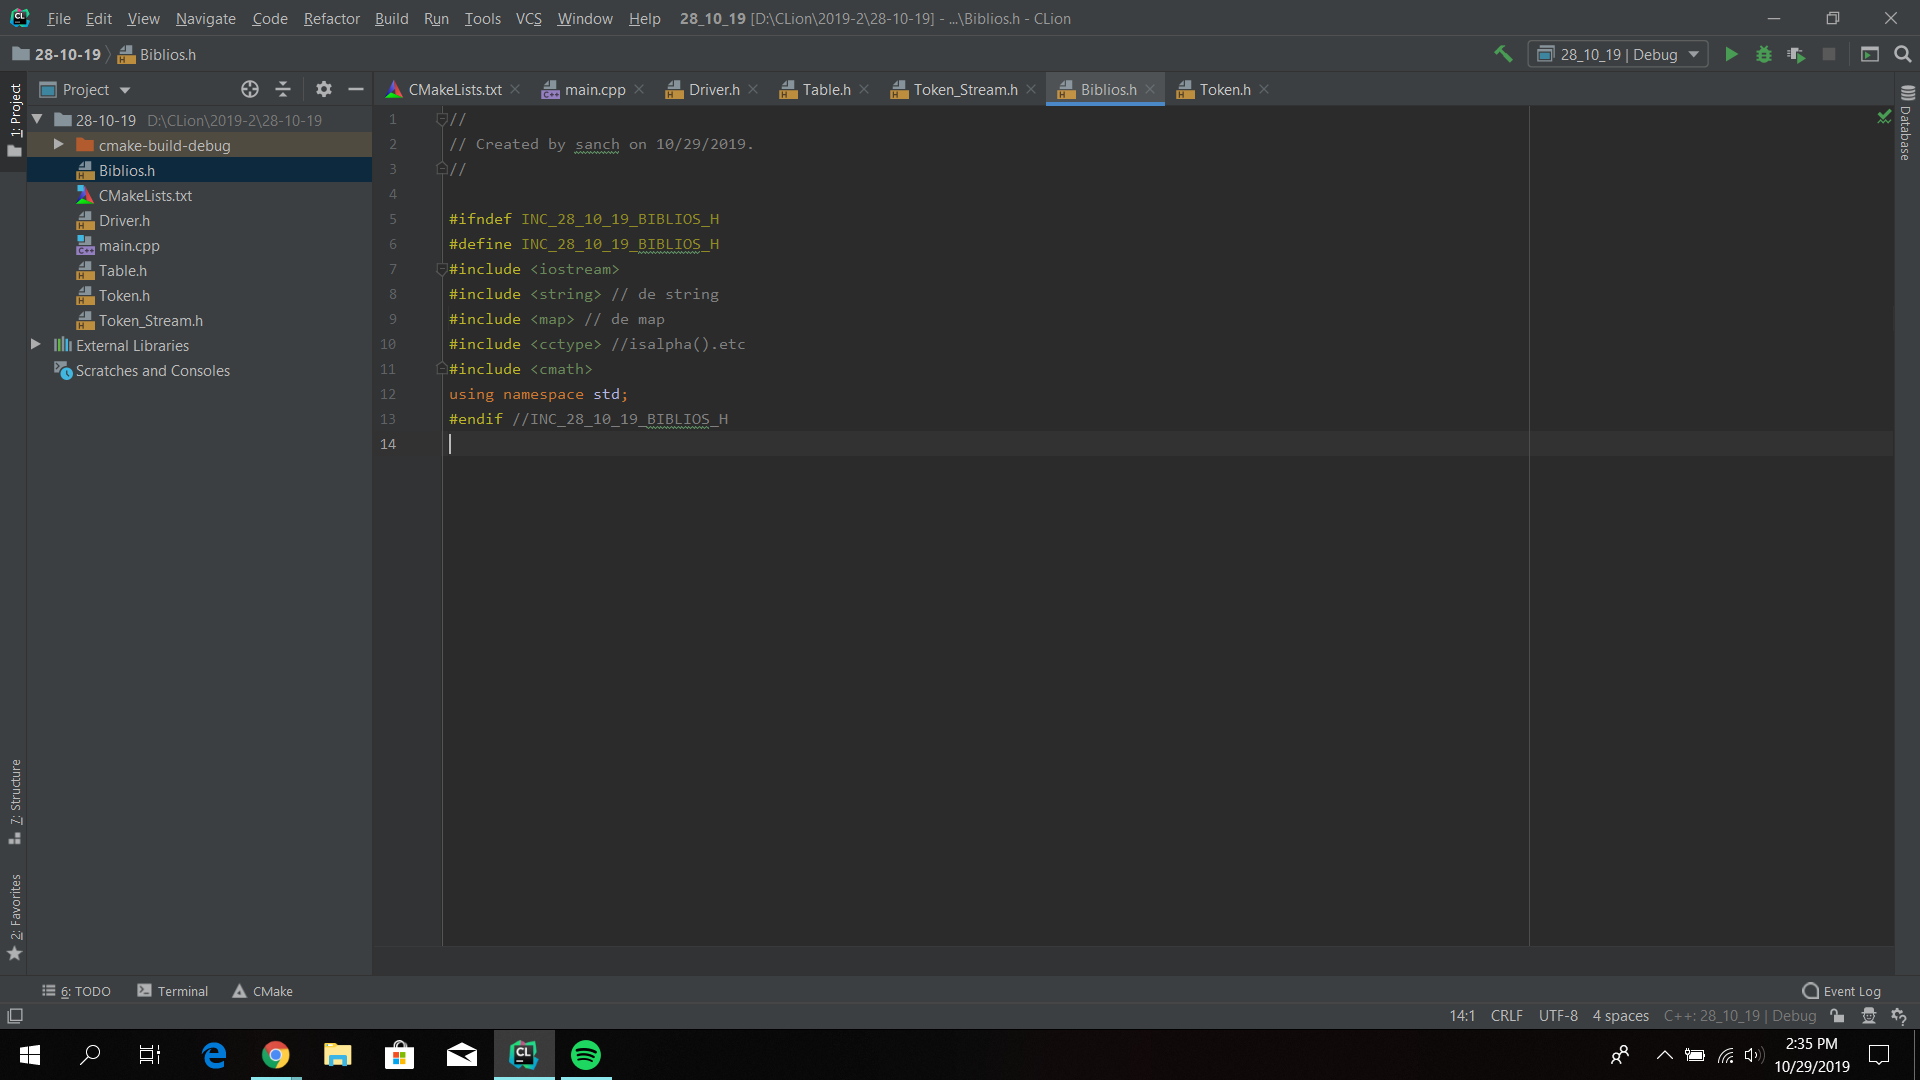 File Edit View Navigate Code Refactor Build Run Tools VCS Window Help 28_10_19 [D:\CLion\2019-2\28-10-19] - ...\Biblios.h - CLion
28-10-19 Biblios.h
28_10_19 | Debug
1: Project
Project
CMakeLists.txt main.cpp Driver.h Table.h Token_Stream.h Biblios.h Token.h
Database
28-10-19 D:\CLion\2019-2\28-10-19
cmake-build-debug
Biblios.h
CMakeLists.txt
Driver.h
main.cpp
Table.h
Token.h
Token_Stream.h
External Libraries
Scratches and Consoles
1 //
2 // Created by sanch on 10/29/2019.
3 //
4
5 #ifndef INC_28_10_19_BIBLIOS_H
6 #define INC_28_10_19_BIBLIOS_H
7 #include <iostream>
8 #include <string> // de string
9 #include <map> // de map
10 #include <cctype> //isalpha().etc
11 #include <cmath>
12 using namespace std;
13 #endif //INC_28_10_19_BIBLIOS_H
14
7: Structure
2: Favorites
6: TODO Terminal CMake Event Log
14:1 CRLF UTF-8 4 spaces C++: 28_10_19 | Debug
2:35 PM
10/29/2019